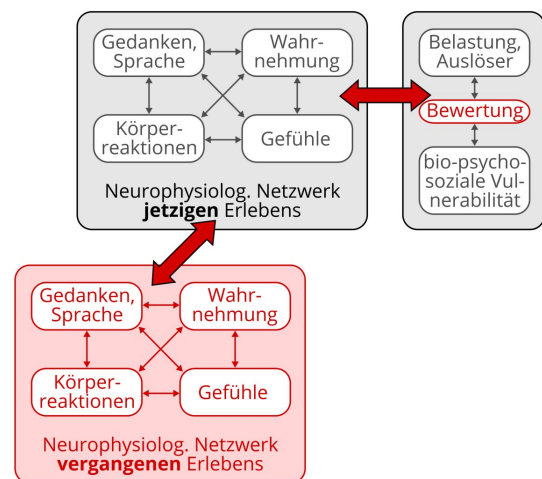 Gedanken,
Sprache
Wahr-
nehmung
Körper-
reaktionen
Gefühle
Neurophysiolog. Netzwerk
jetzigen Erlebens
Belastung,
Auslöser
Bewertung
bio-psycho-
soziale Vul-
nerabilität
Gedanken,
Sprache
Wahr-
nehmung
Körper-
reaktionen
Gefühle
Neurophysiolog. Netzwerk
vergangenen Erlebens